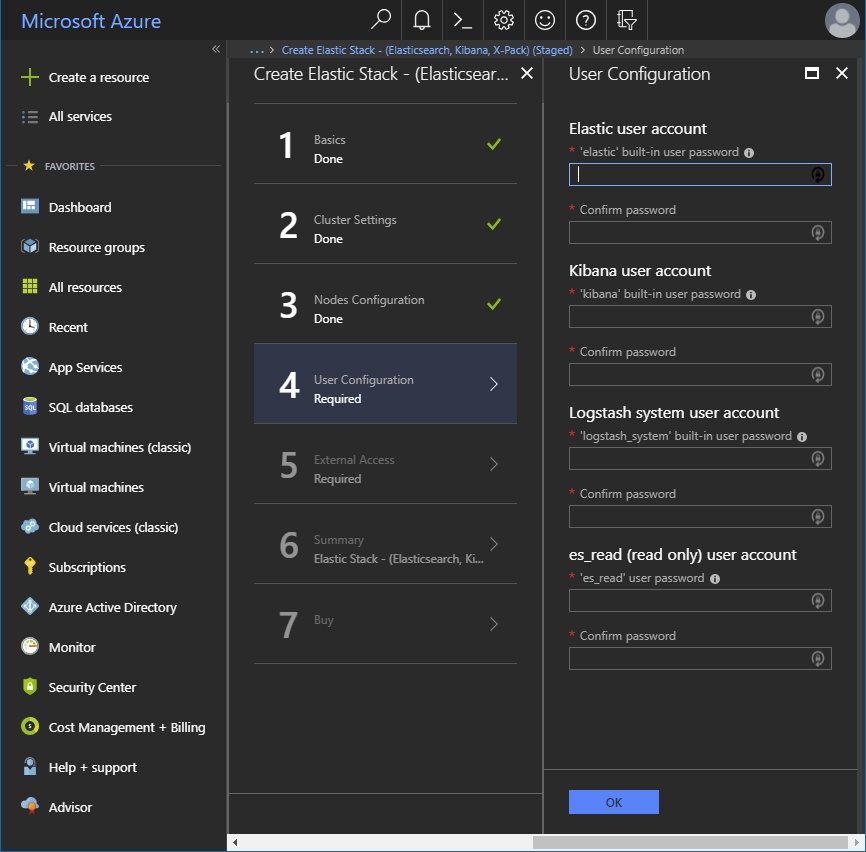 Microsoft Azure
... > Create Elastic Stack - (Elasticsearch, Kibana, X-Pack) (Staged) > User Configuration
Create a resource
All services
FAVORITES
Dashboard
Resource groups
All resources
Recent
App Services
SQL databases
Virtual machines (classic)
Virtual machines
Cloud services (classic)
Subscriptions
Azure Active Directory
Monitor
Security Center
Cost Management + Billing
Help + support
Advisor
Create Elastic Stack - (Elasticsear...
1 Basics
Done
2 Cluster Settings
Done
3 Nodes Configuration
Done
4 User Configuration
Required
5 External Access
Required
6 Summary
Elastic Stack - (Elasticsearch, Ki...
7 Buy
User Configuration
Elastic user account
* 'elastic' built-in user password
* Confirm password
Kibana user account
* 'kibana' built-in user password
* Confirm password
Logstash system user account
* 'logstash_system' built-in user password
* Confirm password
es_read (read only) user account
* 'es_read' user password
* Confirm password
OK